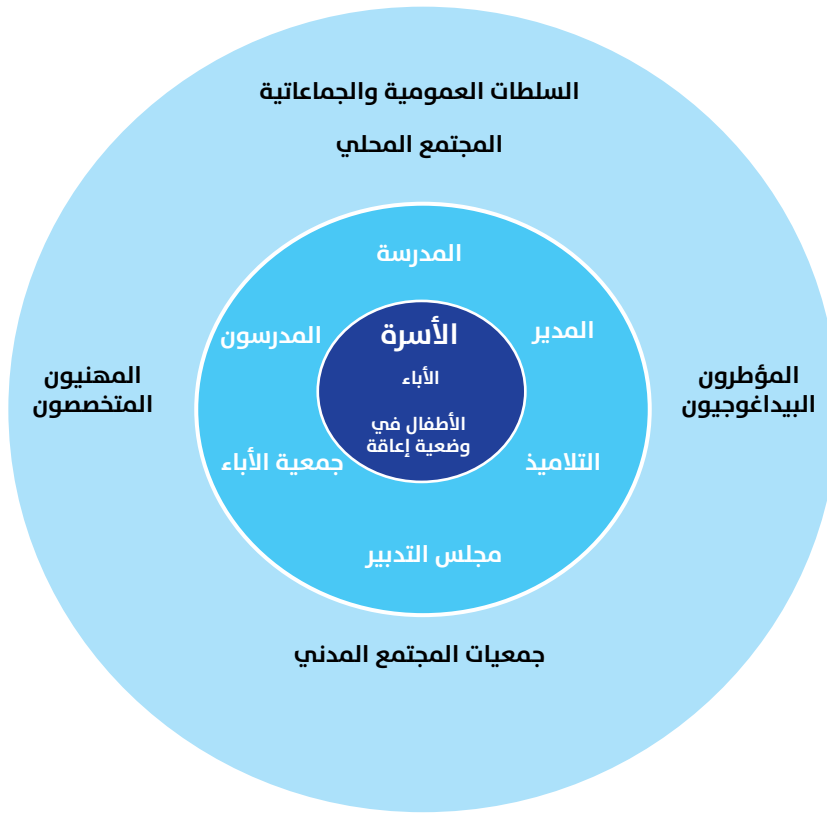 السلطات العمومية والجماعاتية
المجتمع المحلي
المدرسة
المدير
الأسرة
المدرسون
الأباء
المؤطرون
البيداغوجيون
المهنيون
المتخصصون
الأطفال في
وضعية إعاقة
التلاميذ
جمعية الأباء
مجلس التدبير
جمعيات المجتمع المدني